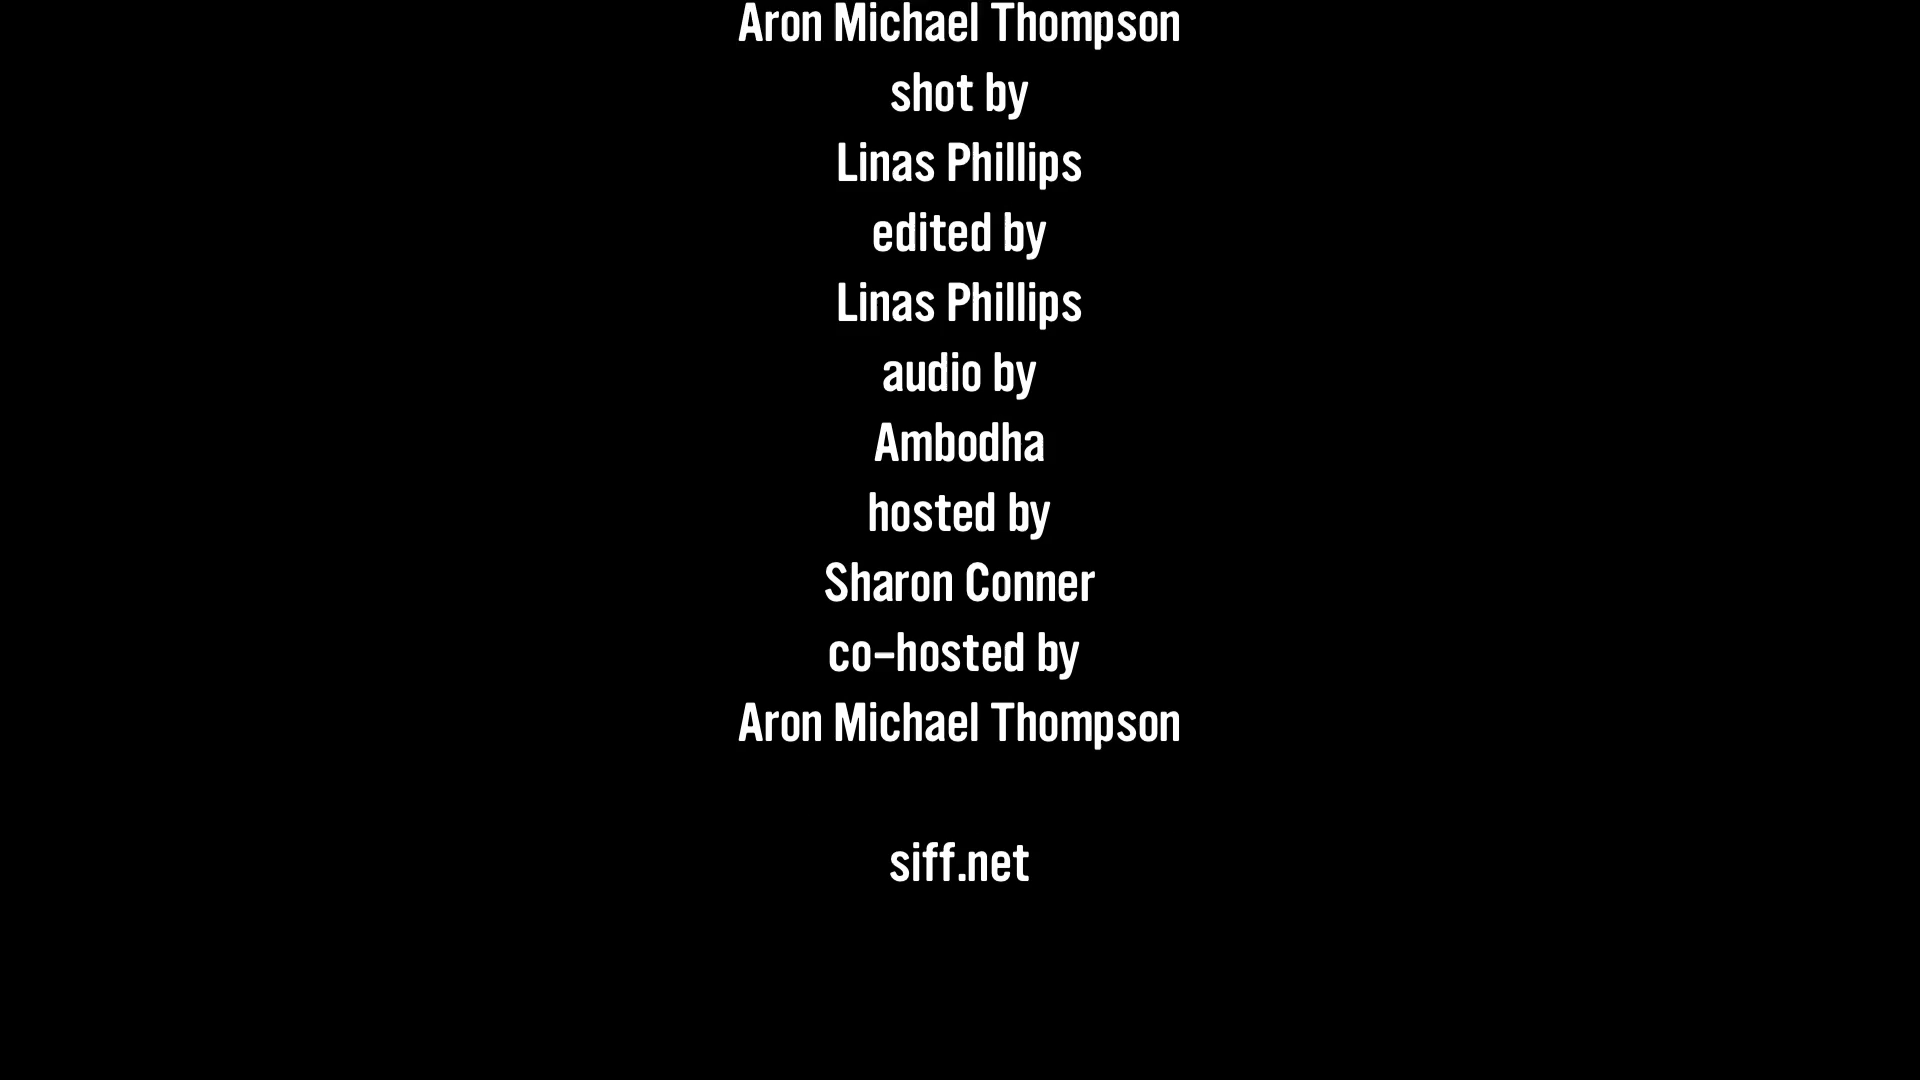 Aron Michael Thompson
shot by
Linas Phillips
edited by
Linas Phillips
audio by
Ambodha
hosted by
Sharon Conner
co-hosted by
Aron Michael Thompson
siff.net